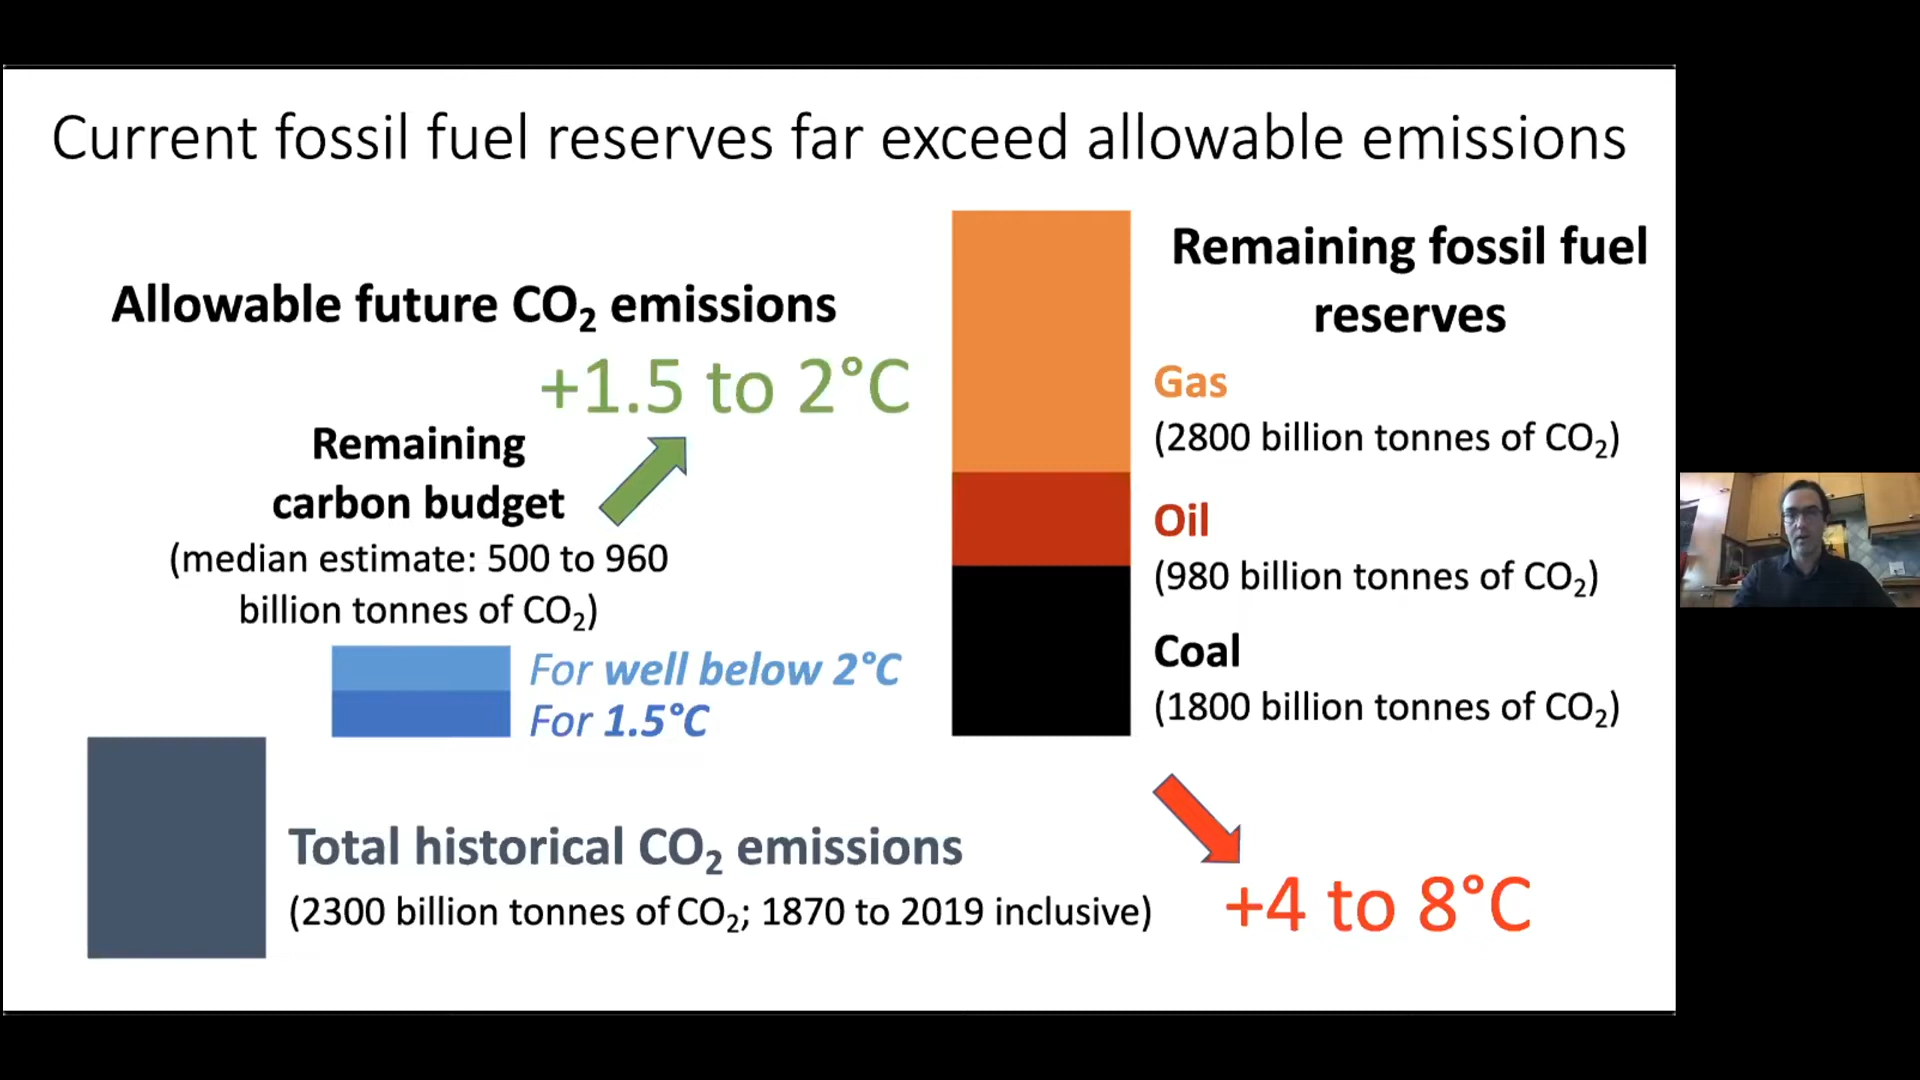 Current fossil fuel reserves far exceed allowable emissions
Allowable future CO₂ emissions
+1.5 to 2°C
Remaining
carbon budget
(median estimate: 500 to 960
billion tonnes of CO₂)
For well below 2°C
For 1.5°C
Total historical CO₂ emissions
(2300 billion tonnes of CO₂; 1870 to 2019 inclusive)
Remaining fossil fuel
reserves
Gas
(2800 billion tonnes of CO₂)
Oil
(980 billion tonnes of CO₂)
Coal
(1800 billion tonnes of CO₂)
+4 to 8°C